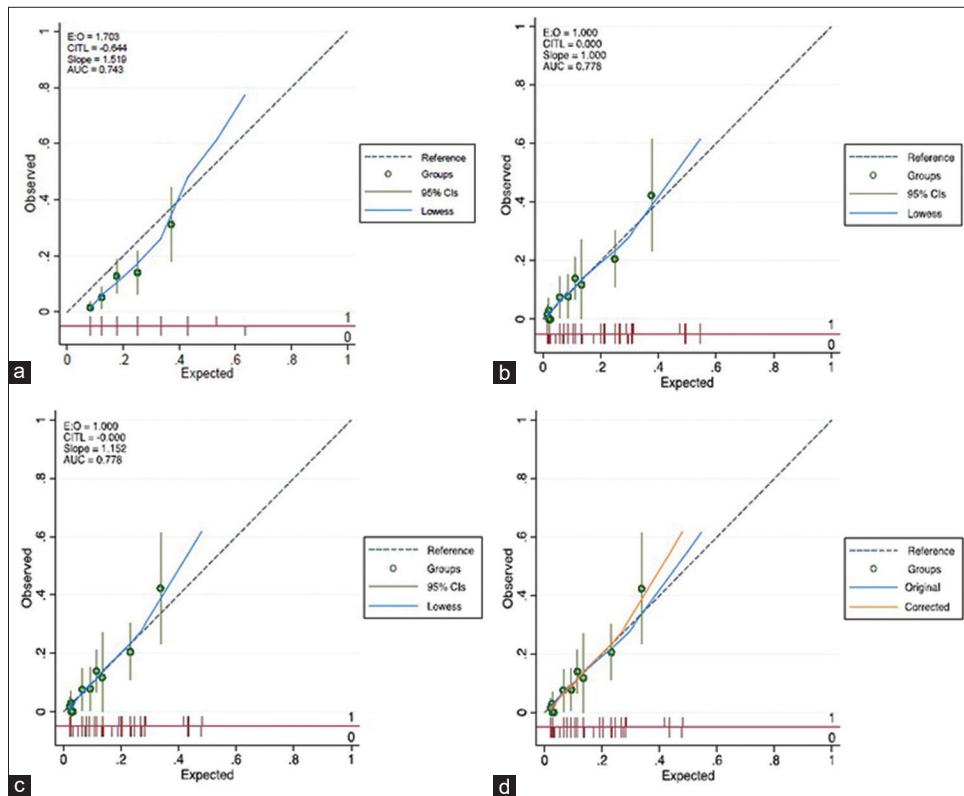 E:O = 1.703
CITL = -0.644
Slope = 1.519
AUC = 0.743
1
.8
.6
.4
.2
0
Observed
Reference
Groups
95% CIs
Lowess
1
0
0
.2
.4
.6
.8
1
Expected
a
E:O = 1.000
CITL = 0.000
Slope = 1.000
AUC = 0.778
1
.8
.6
.4
.2
0
Observed
Reference
Groups
95% CIs
Lowess
1
0
0
.2
.4
.6
.8
1
Expected
b
E:O = 1.000
CITL = -0.000
Slope = 1.152
AUC = 0.778
1
.8
.6
.4
.2
0
Observed
Reference
Groups
95% CIs
Lowess
1
0
0
.2
.4
.6
.8
1
Expected
c
1
.8
.6
.4
.2
0
Observed
Reference
Groups
Original
Corrected
1
0
0
.2
.4
.6
.8
1
Expected
d